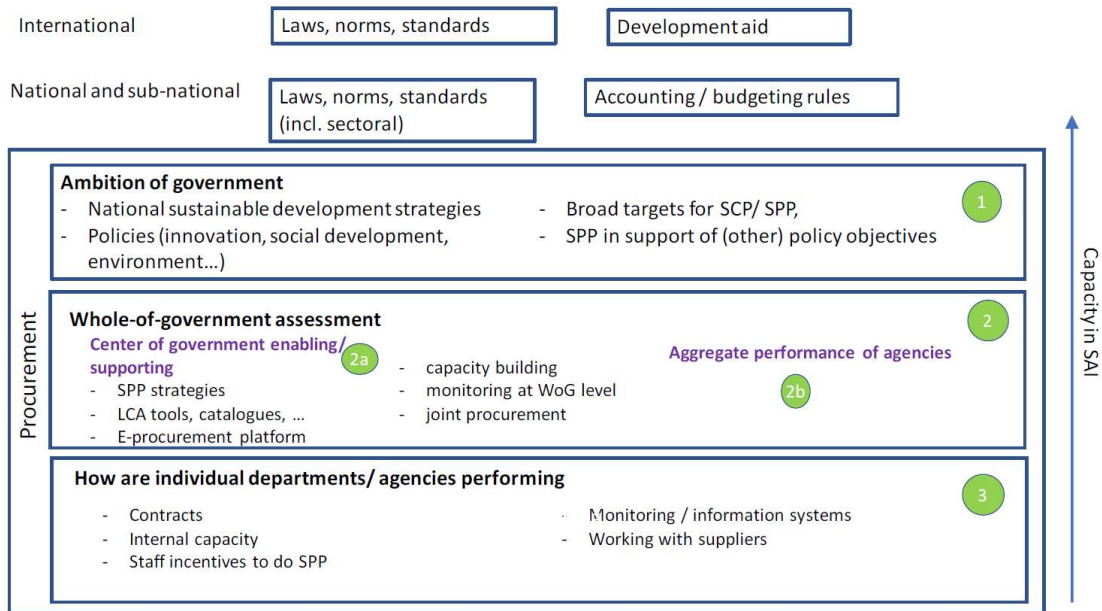 International
Laws, norms, standards
Development aid
National and sub-national
Laws, norms, standards
(incl. sectoral)
Accounting / budgeting rules
Procurement
Capacity in SAI
Ambition of government
1
- National sustainable development strategies
- Policies (innovation, social development,
environment...)
- Broad targets for SCP/ SPP,
- SPP in support of (other) policy objectives
Whole-of-government assessment
2
Center of government enabling/
supporting
2a
- SPP strategies
- LCA tools, catalogues, ...
- E-procurement platform
- capacity building
- monitoring at WoG level
- joint procurement
Aggregate performance of agencies
2b
How are individual departments/ agencies performing
3
- Contracts
- Internal capacity
- Staff incentives to do SPP
- Monitoring / information systems
- Working with suppliers